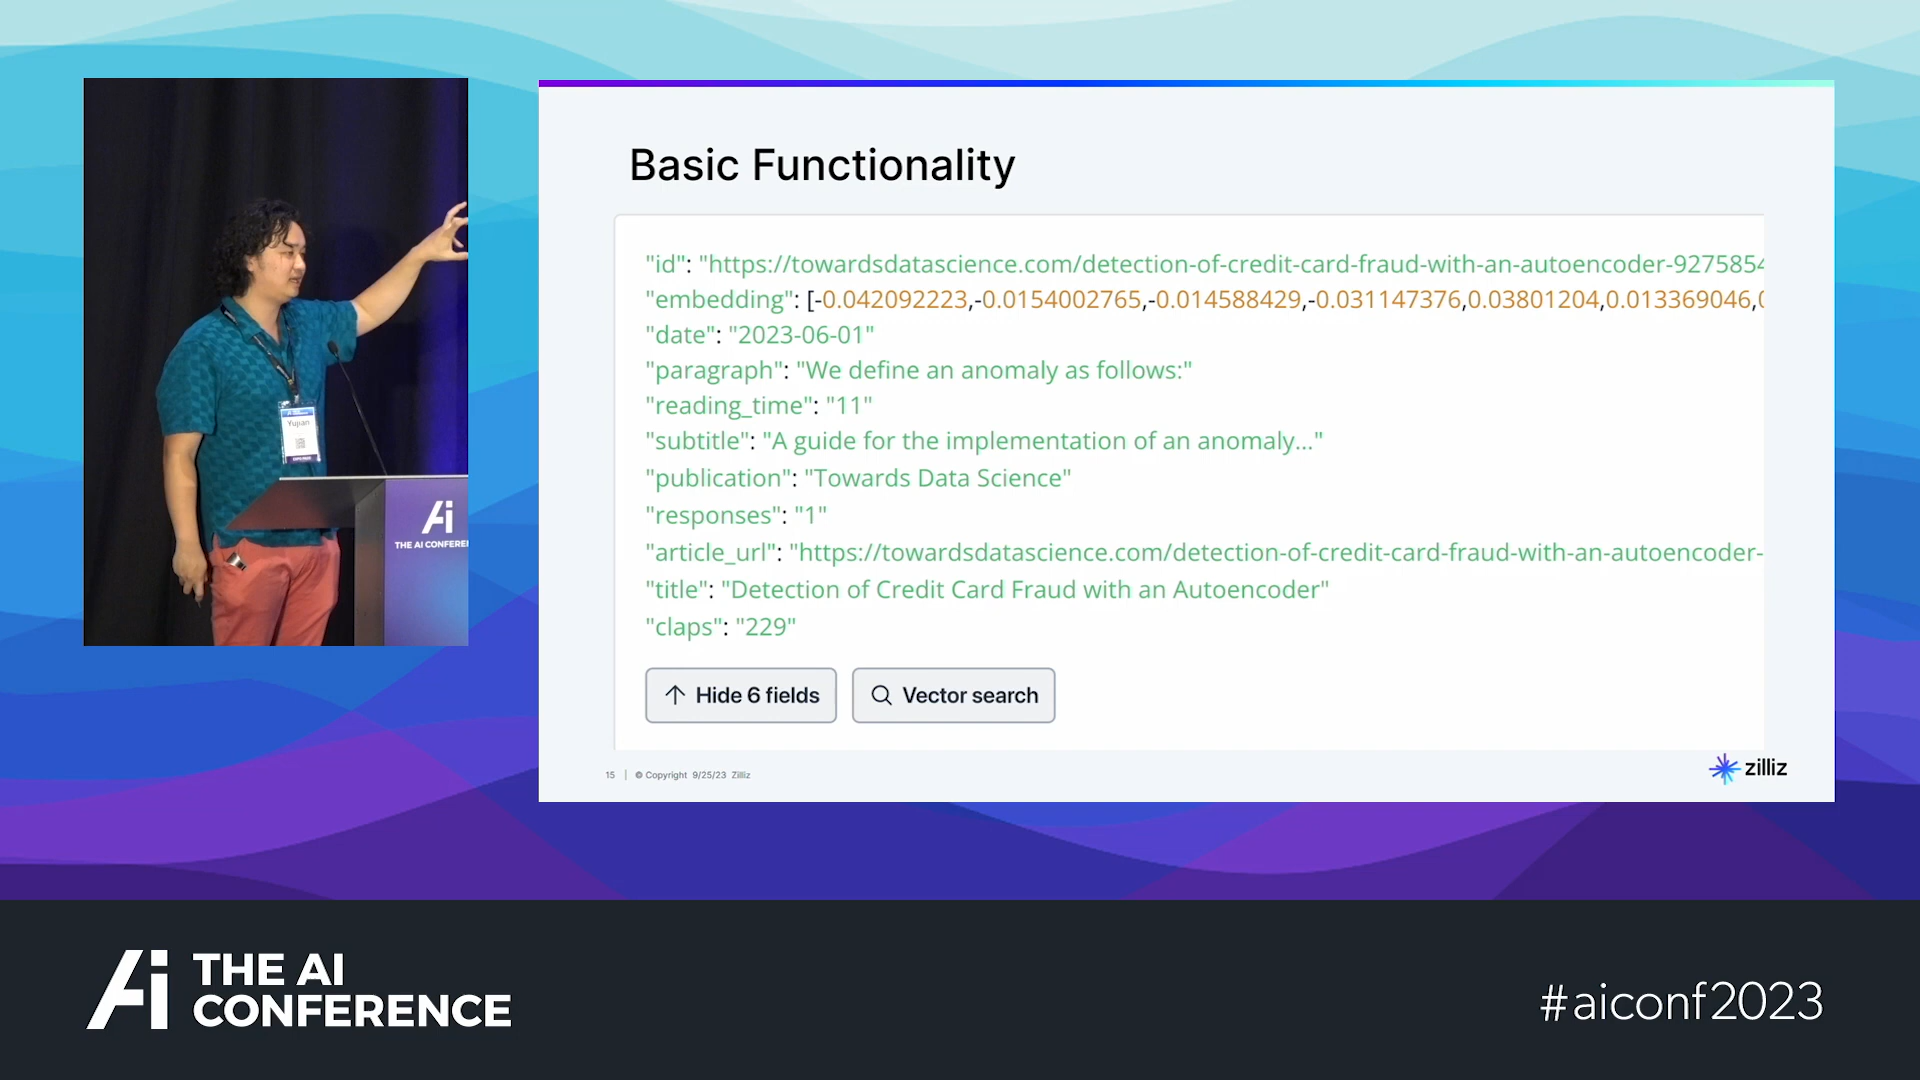 Basic Functionality
"id": "https://towardsdatascience.com/detection-of-credit-card-fraud-with-an-autoencoder-9275854
"embedding": [-0.042092223,-0.0154002765,-0.014588429,-0.031147376,0.03801204,0.013369046,0
"date": "2023-06-01"
"paragraph": "We define an anomaly as follows:"
"reading_time": "11"
"subtitle": "A guide for the implementation of an anomaly..."
"publication": "Towards Data Science"
"responses": "1"
"article_url": "https://towardsdatascience.com/detection-of-credit-card-fraud-with-an-autoencoder-
"title": "Detection of Credit Card Fraud with an Autoencoder"
"claps": "229"
Hide 6 fields
Vector search
15 | © Copyright 9/25/23 Zilliz
zilliz
Yujian
Ai
THE AI CONFEREN
Ai THE AI
CONFERENCE
#aiconf2023